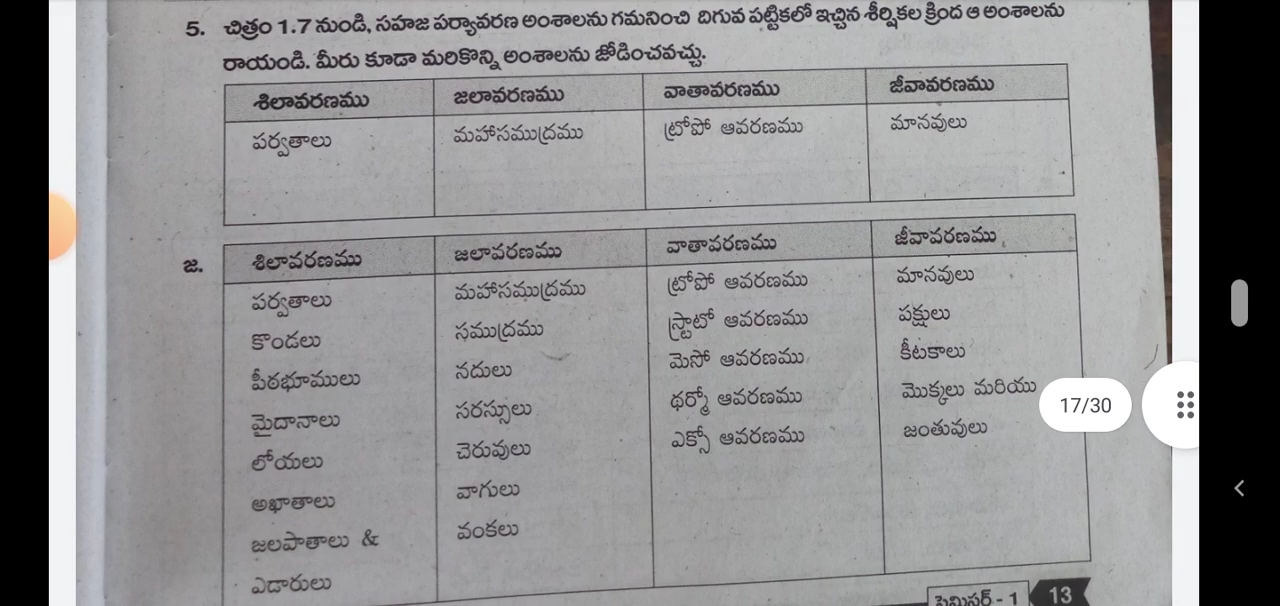 5. చిత్రం 1.7 నుండి, సహజ పర్యావరణ అంశాలను గమనించి దిగువ పట్టికలో ఇచ్చిన శీర్షికల క్రింద ఆ అంశాలను
రాయండి. మీరు కూడా మరికొన్ని అంశాలను జోడించవచ్చు.
శిలావరణము జలావరణము వాతావరణము జీవావరణము
పర్వతాలు మహాసముద్రము ట్రోపో ఆవరణము మానవులు
జ. శిలావరణము జలావరణము వాతావరణము జీవావరణము
పర్వతాలు మహాసముద్రము ట్రోపో ఆవరణము మానవులు
కొండలు సముద్రము స్ట్రాటో ఆవరణము పక్షులు
పీఠభూములు నదులు మెసో ఆవరణము కీటకాలు
మైదానాలు సరస్సులు థర్మో ఆవరణము మొక్కలు మరియు
లోయలు చెరువులు ఎక్సో ఆవరణము జంతువులు
అఖాతాలు వాగులు
జలపాతాలు & వంకలు
ఎడారులు
17/30
సెమిస్టర్ - 1 13